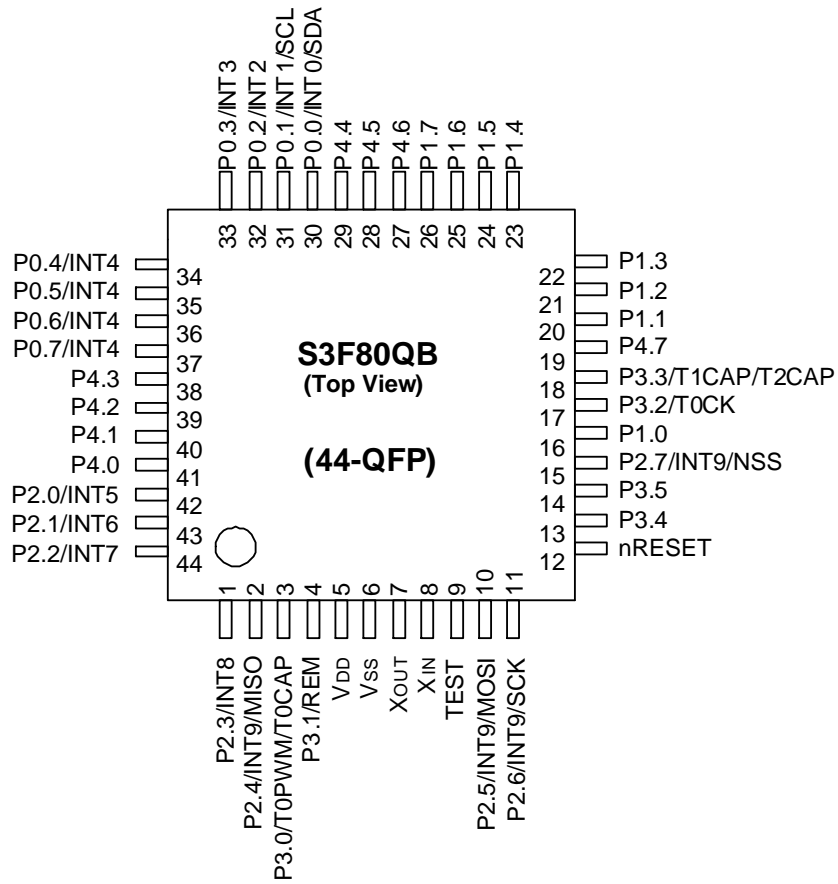 P0.3/INT3
P0.2/INT2
P0.1/INT1/SCL
P0.0/INT0/SDA
P4.4
P4.5
P4.6
P1.7
P1.6
P1.5
P1.4
33
32
31
30
29
28
27
26
25
24
23
P0.4/INT4
P0.5/INT4
P0.6/INT4
P0.7/INT4
P4.3
P4.2
P4.1
P4.0
P2.0/INT5
P2.1/INT6
P2.2/INT7
34
35
36
37
38
39
40
41
42
43
44
S3F80QB
(Top View)
(44-QFP)
22
21
20
19
18
17
16
15
14
13
12
P1.3
P1.2
P1.1
P4.7
P3.3/T1CAP/T2CAP
P3.2/T0CK
P1.0
P2.7/INT9/NSS
P3.5
P3.4
nRESET
1
2
3
4
5
6
7
8
9
10
11
P2.3/INT8
P2.4/INT9/MISO
P3.0/T0PWM/T0CAP
P3.1/REM
VDD
VSS
XOUT
XIN
TEST
P2.5/INT9/MOSI
P2.6/INT9/SCK